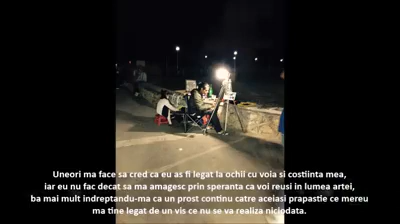 Uneori ma face sa cred ca eu as fi legat la ochii cu voia si costiinta mea,
iar eu nu fac decat sa ma amagesc prin speranta ca voi reusi in lumea artei,
ba mai mult indreptandu-ma ca un prost continu catre aceiasi prapastie ce mereu
ma tine legat de un vis ce nu se va realiza niciodata.